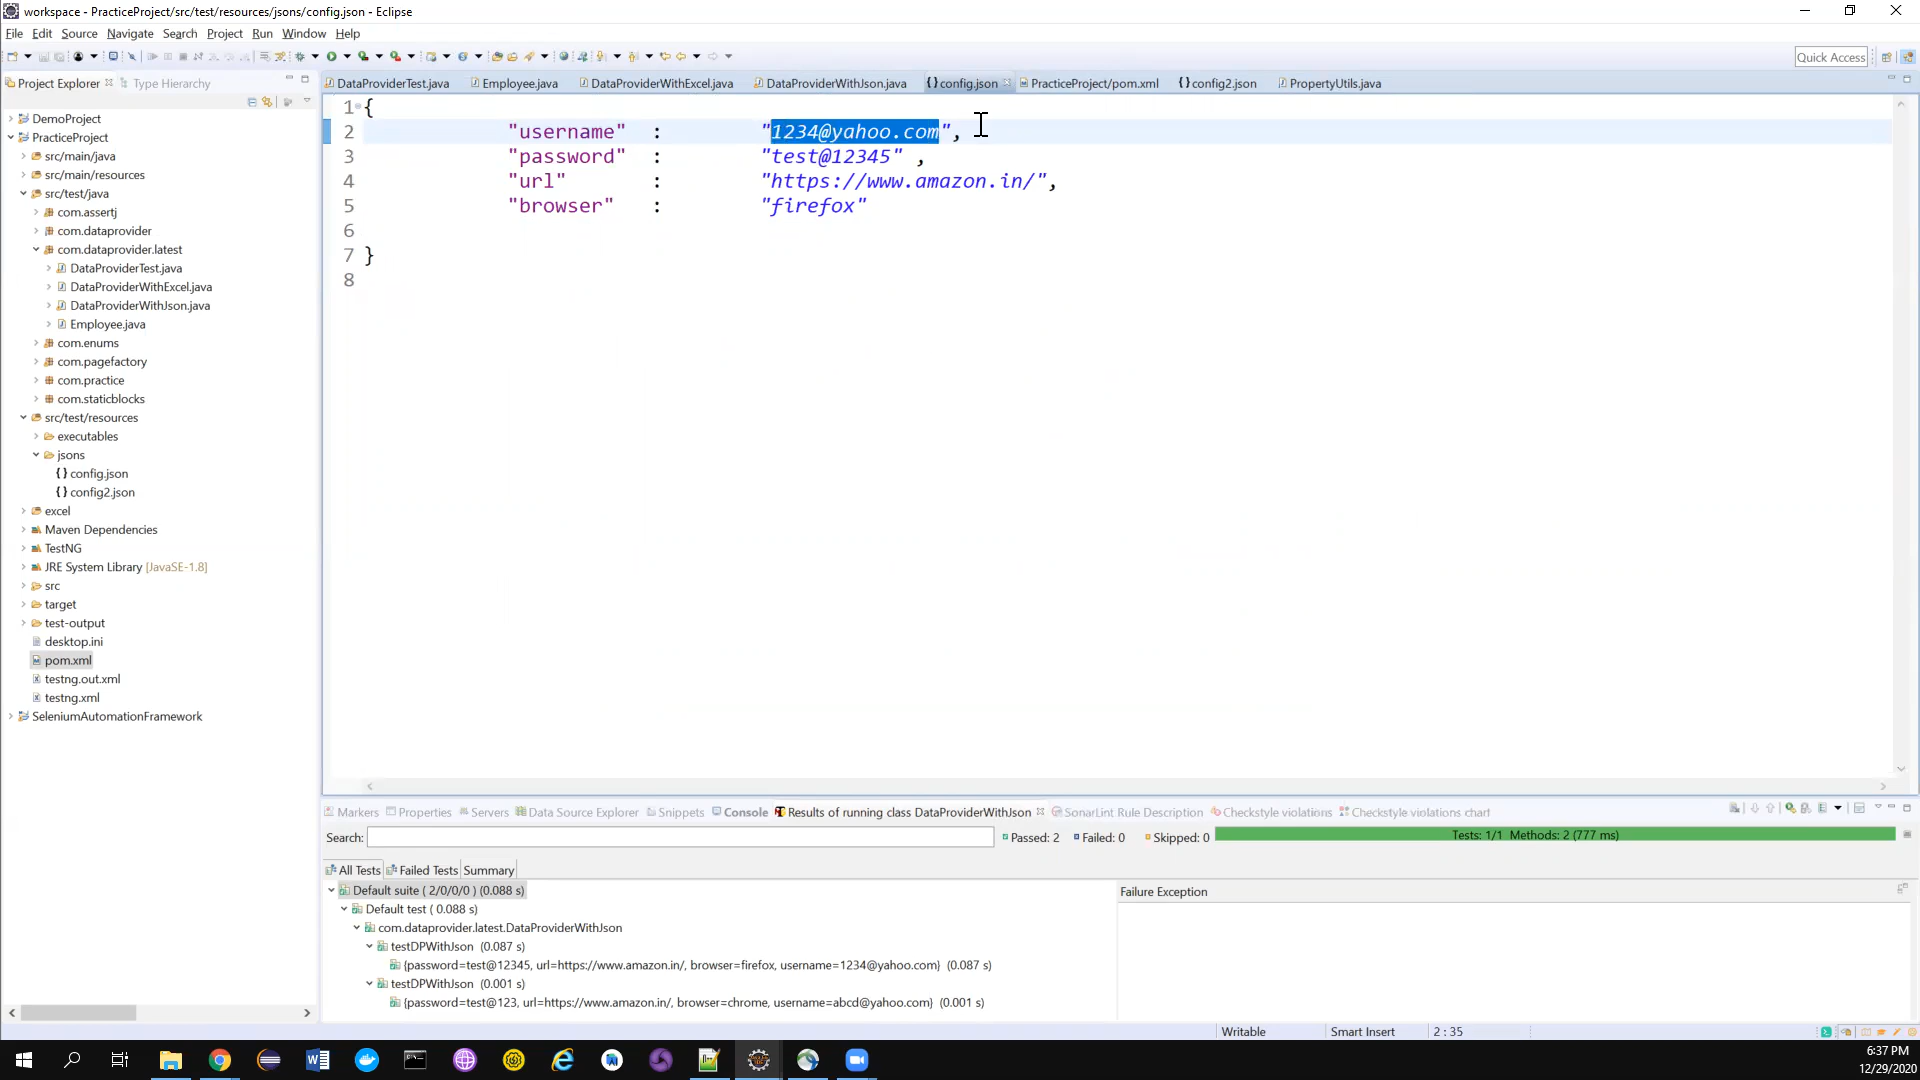 workspace - PracticeProject/src/test/resources/jsons/config.json - Eclipse
File Edit Source Navigate Search Project Run Window Help
Quick Access
Project Explorer Type Hierarchy
DataProviderTest.java Employee.java DataProviderWithExcel.java DataProviderWithJson.java config.json PracticeProject/pom.xml config2.json PropertyUtils.java
DemoProject
PracticeProject
src/main/java
src/main/resources
src/test/java
com.assertj
com.dataprovider
com.dataprovider.latest
DataProviderTest.java
DataProviderWithExcel.java
DataProviderWithJson.java
Employee.java
com.enums
com.pagefactory
com.practice
com.staticblocks
src/test/resources
executables
jsons
config.json
config2.json
excel
Maven Dependencies
TestNG
JRE System Library [JavaSE-1.8]
src
target
test-output
desktop.ini
pom.xml
testng.out.xml
testng.xml
SeleniumAutomationFramework
1 {
2 "username" : "1234@yahoo.com",
3 "password" : "test@12345" ,
4 "url" : "https://www.amazon.in/",
5 "browser" : "firefox"
6
7 }
8
Markers Properties Servers Data Source Explorer Snippets Console Results of running class DataProviderWithJson SonarLint Rule Description Checkstyle violations Checkstyle violations chart
Search: Passed: 2 Failed: 0 Skipped: 0 Tests: 1/1 Methods: 2 (777 ms)
All Tests Failed Tests Summary
Default suite ( 2/0/0/0 ) (0.088 s)
Default test ( 0.088 s)
com.dataprovider.latest.DataProviderWithJson
testDPWithJson (0.087 s)
{password=test@12345, url=https://www.amazon.in/, browser=firefox, username=1234@yahoo.com} (0.087 s)
testDPWithJson (0.001 s)
{password=test@123, url=https://www.amazon.in/, browser=chrome, username=abcd@yahoo.com} (0.001 s)
Failure Exception
Writable Smart Insert 2 : 35
6:37 PM
12/29/2020